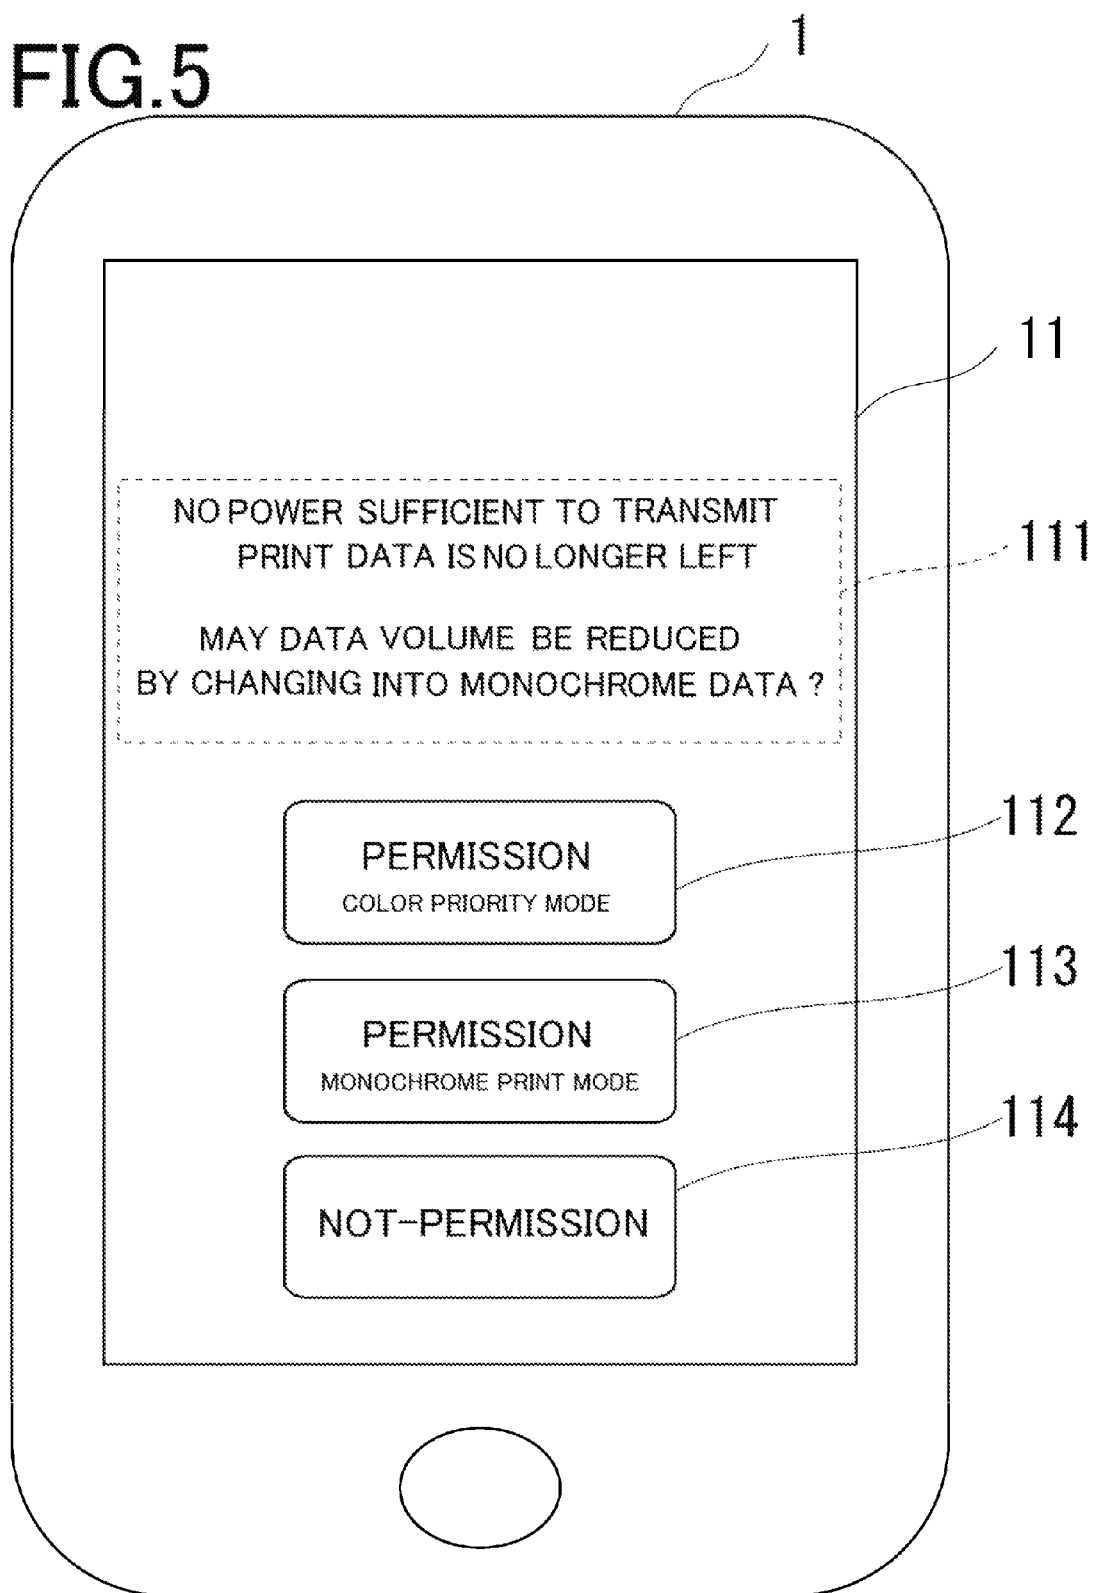 FIG.5
1
11
NO POWER SUFFICIENT TO TRANSMIT
PRINT DATA IS NO LONGER LEFT
111
MAY DATA VOLUME BE REDUCED
BY CHANGING INTO MONOCHROME DATA ?
112
PERMISSION
COLOR PRIORITY MODE
113
PERMISSION
MONOCHROME PRINT MODE
114
NOT-PERMISSION